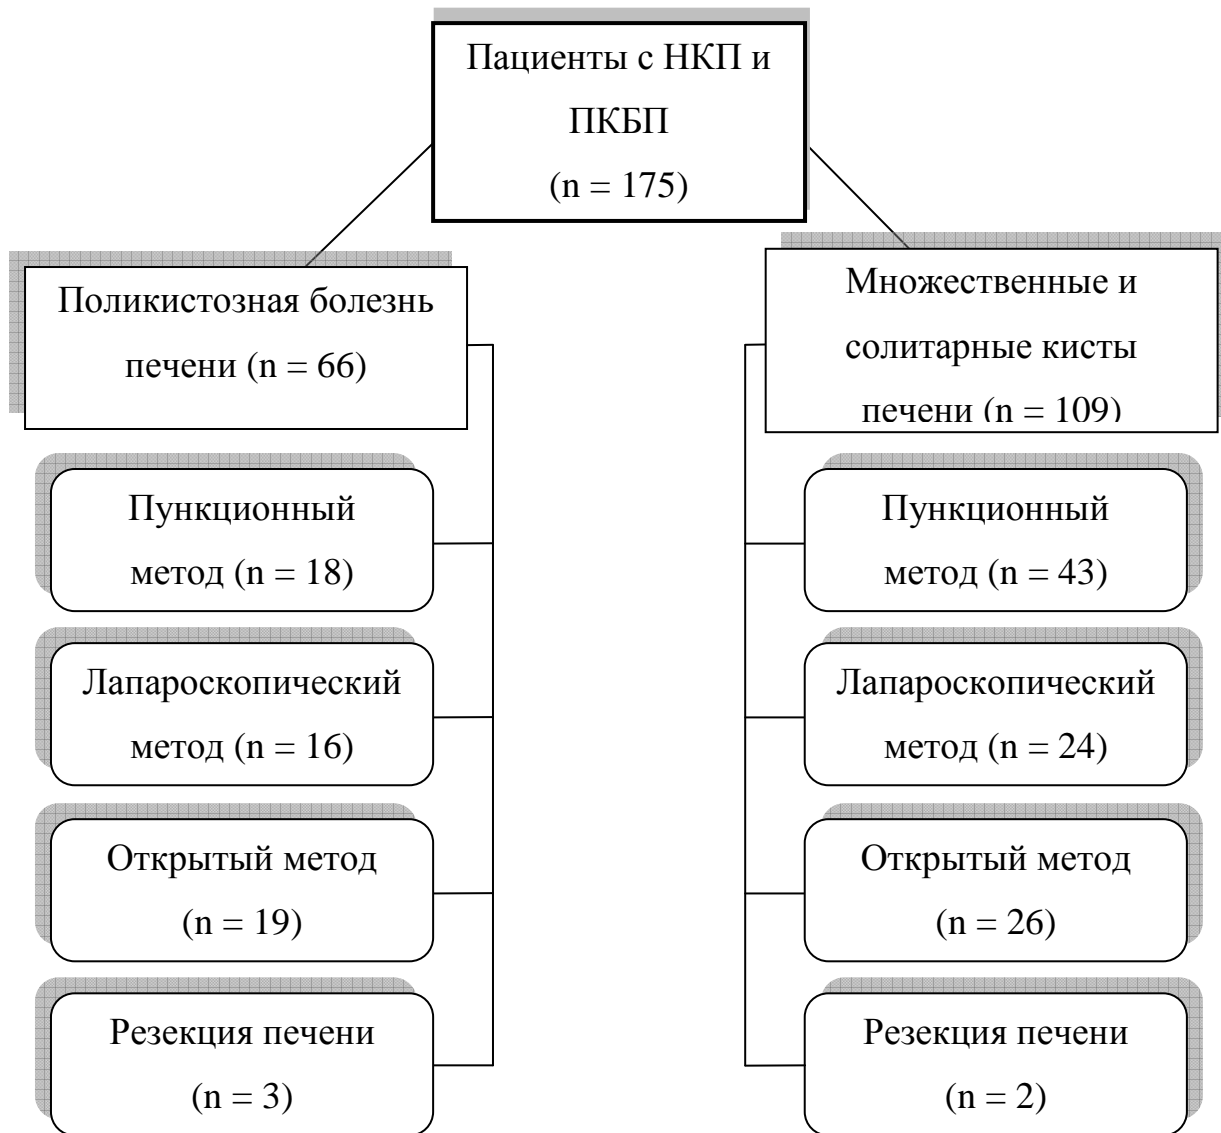 Пациенты с НКП и
ПКБП
(n = 175)
Поликистозная болезнь
печени (n = 66)
Множественные и
солитарные кисты
печени (n = 109)
Пункционный
метод (n = 18)
Лапароскопический
метод (n = 16)
Открытый метод
(n = 19)
Резекция печени
(n = 3)
Пункционный
метод (n = 43)
Лапароскопический
метод (n = 24)
Открытый метод
(n = 26)
Резекция печени
(n = 2)